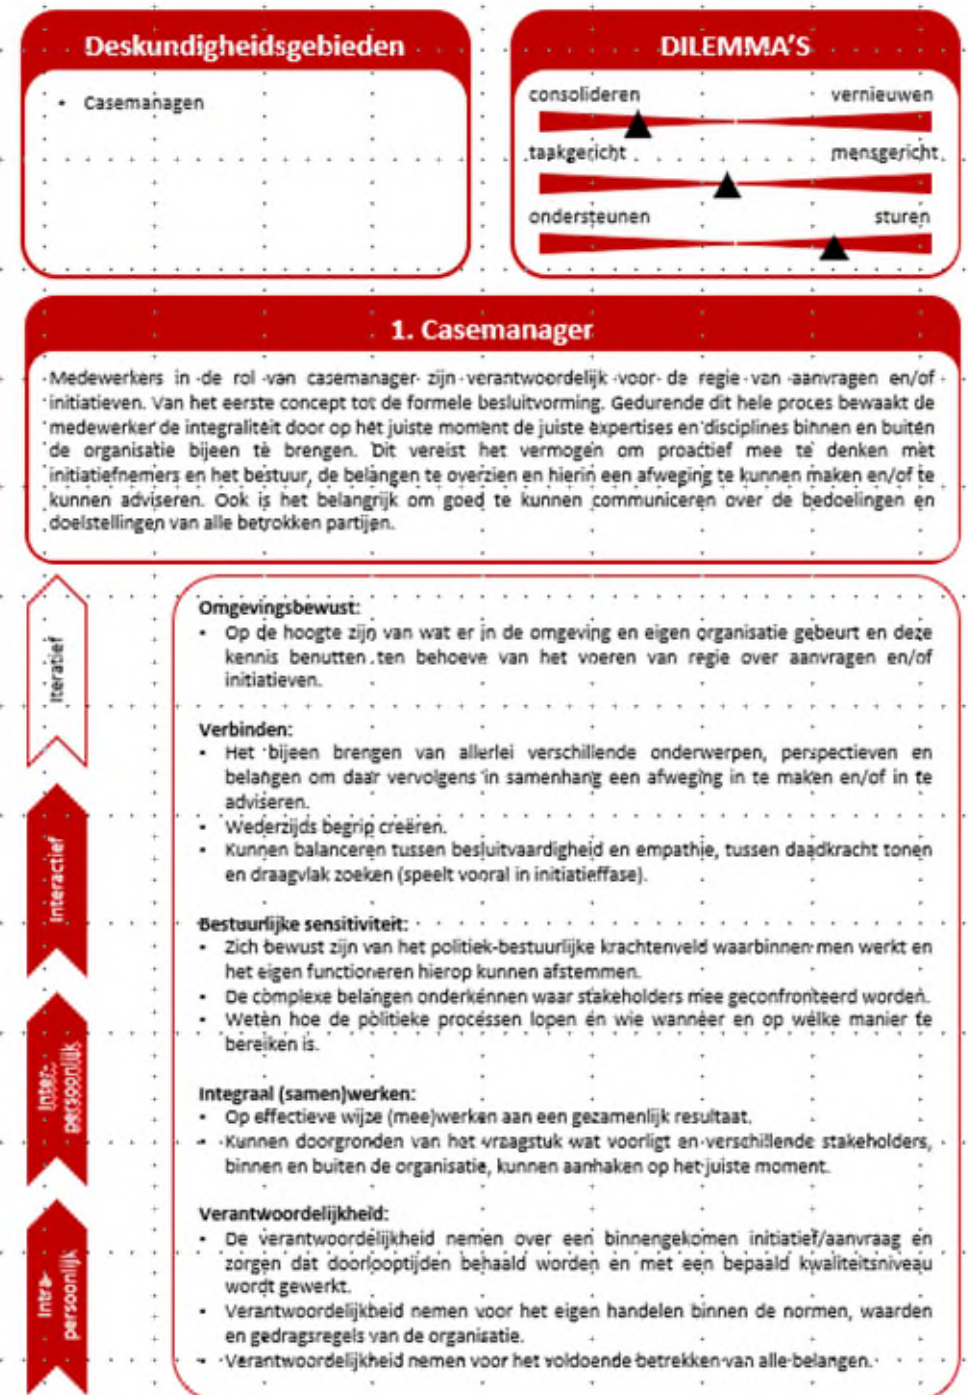 Deskundigheidsgebieden
• Casemanagen
DILEMMA'S
consolideren vernieuwen
taakgericht mensgericht
ondersteunen sturen
1. Casemanager
Medewerkers in de rol van casemanager zijn verantwoordelijk voor de regie van aanvragen en/of
initiatieven. Van het eerste concept tot de formele besluitvorming. Gedurende dit hele proces bewaakt de
medewerker de integraliteit door op het juiste moment de juiste expertises en disciplines binnen en buiten
de organisatie bijeen te brengen. Dit vereist het vermogen om proactief mee te denken met
initiatiefnemers en het bestuur, de belangen te overzien en hierin een afweging te kunnen maken en/of te
kunnen adviseren. Ook is het belangrijk om goed te kunnen communiceren over de bedoelingen en
doelstellingen van alle betrokken partijen.
Iteratief
Interactief
Inter-
persoonlijk
Intra-
persoonlijk
Omgevingsbewust:
• Op de hoogte zijn van wat er in de omgeving en eigen organisatie gebeurt en deze
kennis benutten ten behoeve van het voeren van regie over aanvragen en/of
initiatieven.
Verbinden:
• Het bijeen brengen van allerlei verschillende onderwerpen, perspectieven en
belangen om daar vervolgens in samenhang een afweging in te maken en/of in te
adviseren.
• Wederzijds begrip creëren.
• Kunnen balanceren tussen besluitvaardigheid en empathie, tussen daadkracht tonen
en draagvlak zoeken (speelt vooral in initiatieffase).
Bestuurlijke sensitiviteit:
• Zich bewust zijn van het politiek-bestuurlijke krachtenveld waarbinnen men werkt en
het eigen functioneren hierop kunnen afstemmen.
• De complexe belangen onderkennen waar stakeholders mee geconfronteerd worden.
• Weten hoe de politieke processen lopen en wie wanneer en op welke manier te
bereiken is.
Integraal (samen)werken:
• Op effectieve wijze (mee)werken aan een gezamenlijk resultaat.
• Kunnen doorgronden van het vraagstuk wat voorligt en verschillende stakeholders,
binnen en buiten de organisatie, kunnen aanhaken op het juiste moment.
Verantwoordelijkheid:
• De verantwoordelijkheid nemen over een binnengekomen initiatief/aanvraag en
zorgen dat doorlooptijden behaald worden en met een bepaald kwaliteitsniveau
wordt gewerkt.
• Verantwoordelijkheid nemen voor het eigen handelen binnen de normen, waarden
en gedragsregels van de organisatie.
• Verantwoordelijkheid nemen voor het voldoende betrekken van alle belangen.